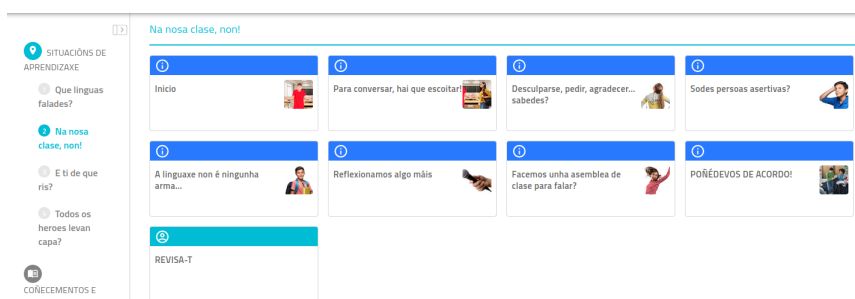 SITUACIÓNS DE
APRENDIZAXE
1 Que linguas
falades?
2 Na nosa
clase, non!
3 E ti de que
ris?
4 Todos os
heroes levan
capa?
COÑECEMENTOS E
Na nosa clase, non!
Inicio
Para conversar, hai que escoitar!
Desculparse, pedir, agradecer...
sabedes?
Sodes persoas asertivas?
A linguaxe non é ningunha
arma...
Reflexionamos algo máis
Facemos unha asemblea de
clase para falar?
POÑÉDEVOS DE ACORDO!
REVISA-T